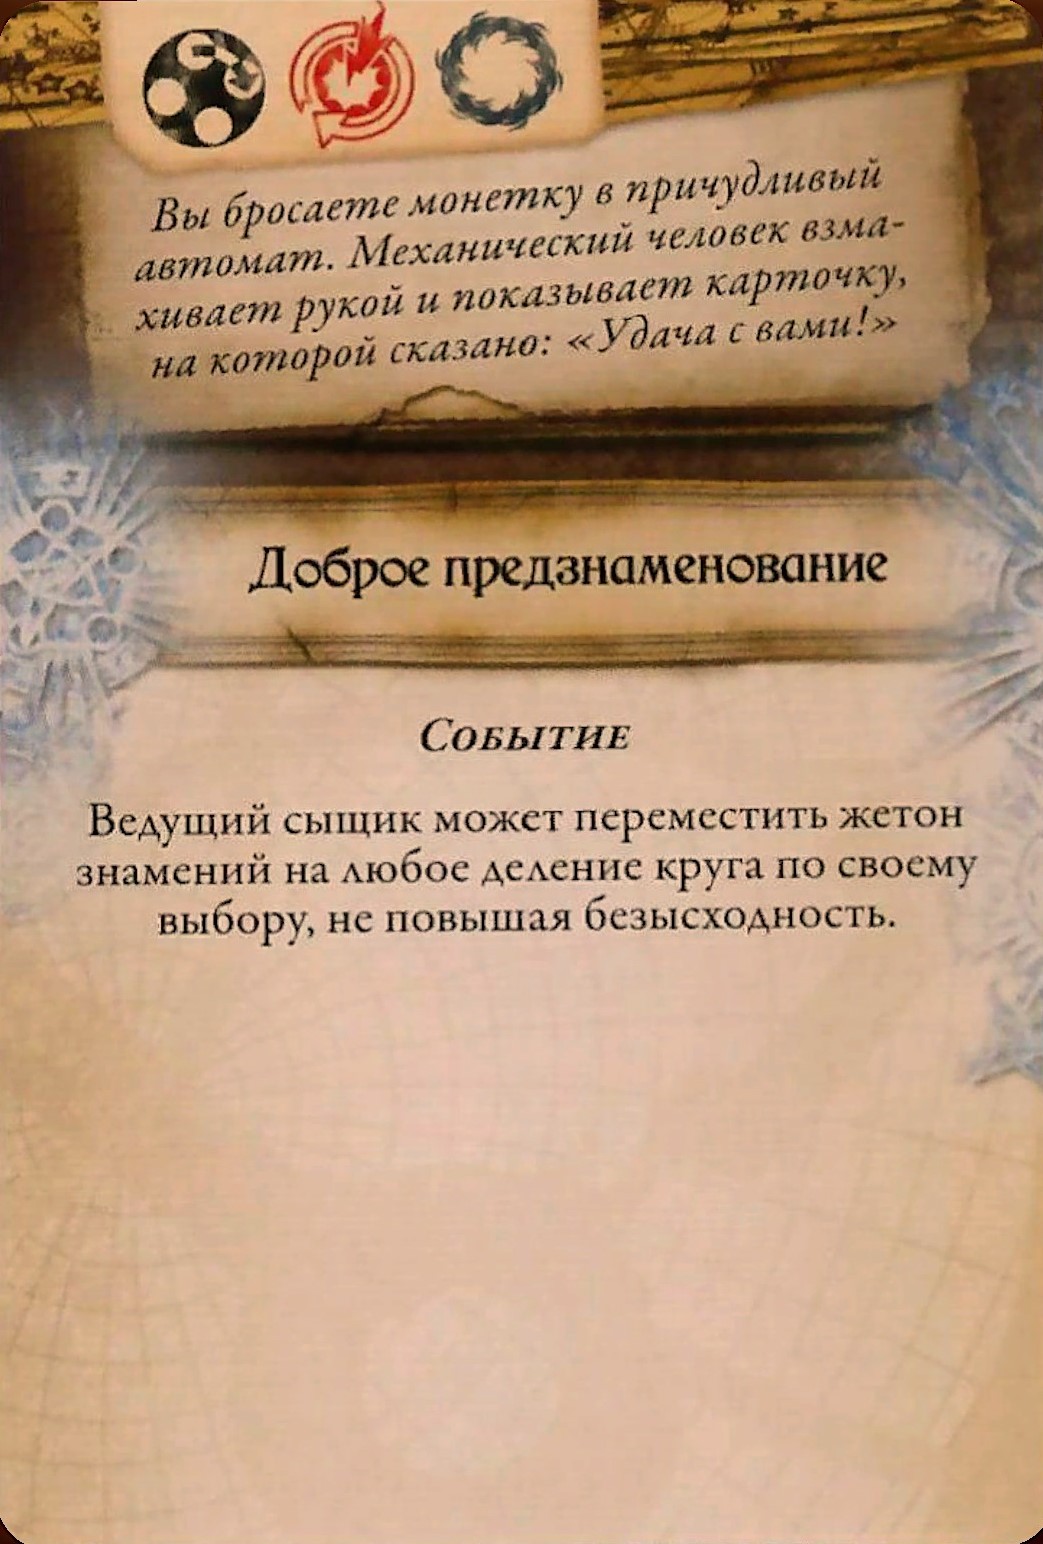 Вы бросаете монетку в причудливый
автомат. Механический человек взма-
хивает рукой и показывает карточку,
на которой сказано: «Удача с вами!»
Доброе предзнаменование
Событие
Ведущий сыщик может переместить жетон
знамений на любое деление круга по своему
выбору, не повышая безысходность.